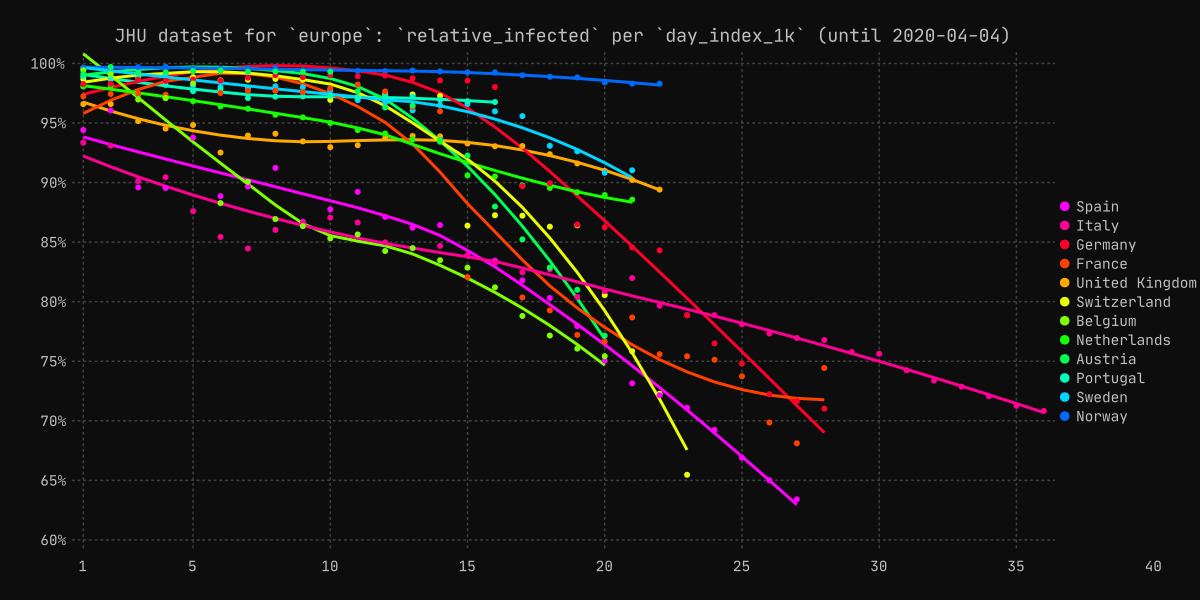 JHU dataset for `europe`: `relative_infected` per `day_index_1k` (until 2020-04-04)
100%
95%
90%
85%
80%
75%
70%
65%
60%
1 5 10 15 20 25 30 35 40
Spain
Italy
Germany
France
United Kingdom
Switzerland
Belgium
Netherlands
Austria
Portugal
Sweden
Norway